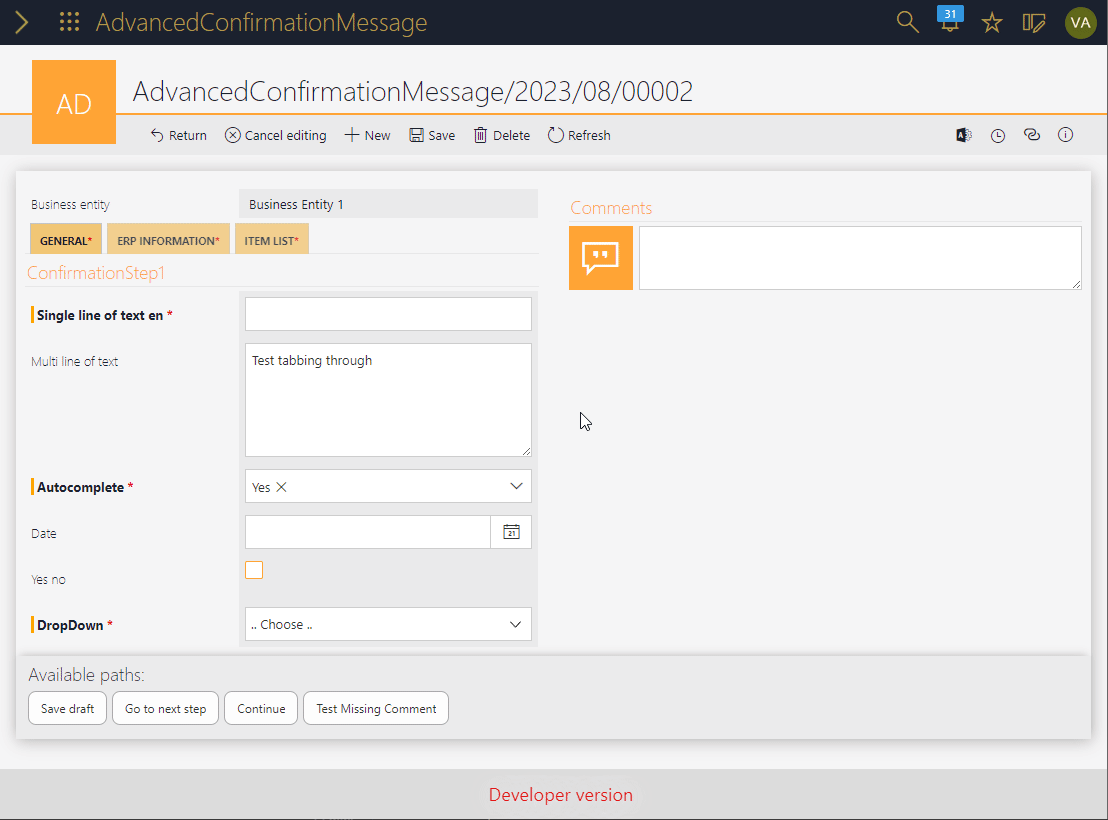 AdvancedConfirmationMessage
31
VA
AD
AdvancedConfirmationMessage/2023/08/00002
Return Cancel editing New Save Delete Refresh
A
Business entity Business Entity 1
Comments
GENERAL* ERP INFORMATION* ITEM LIST*
ConfirmationStep1
Single line of text en *
Multi line of text Test tabbing through
Autocomplete * Yes
Date 21
Yes no
DropDown * .. Choose ..
Available paths:
Save draft Go to next step Continue Test Missing Comment
Developer version